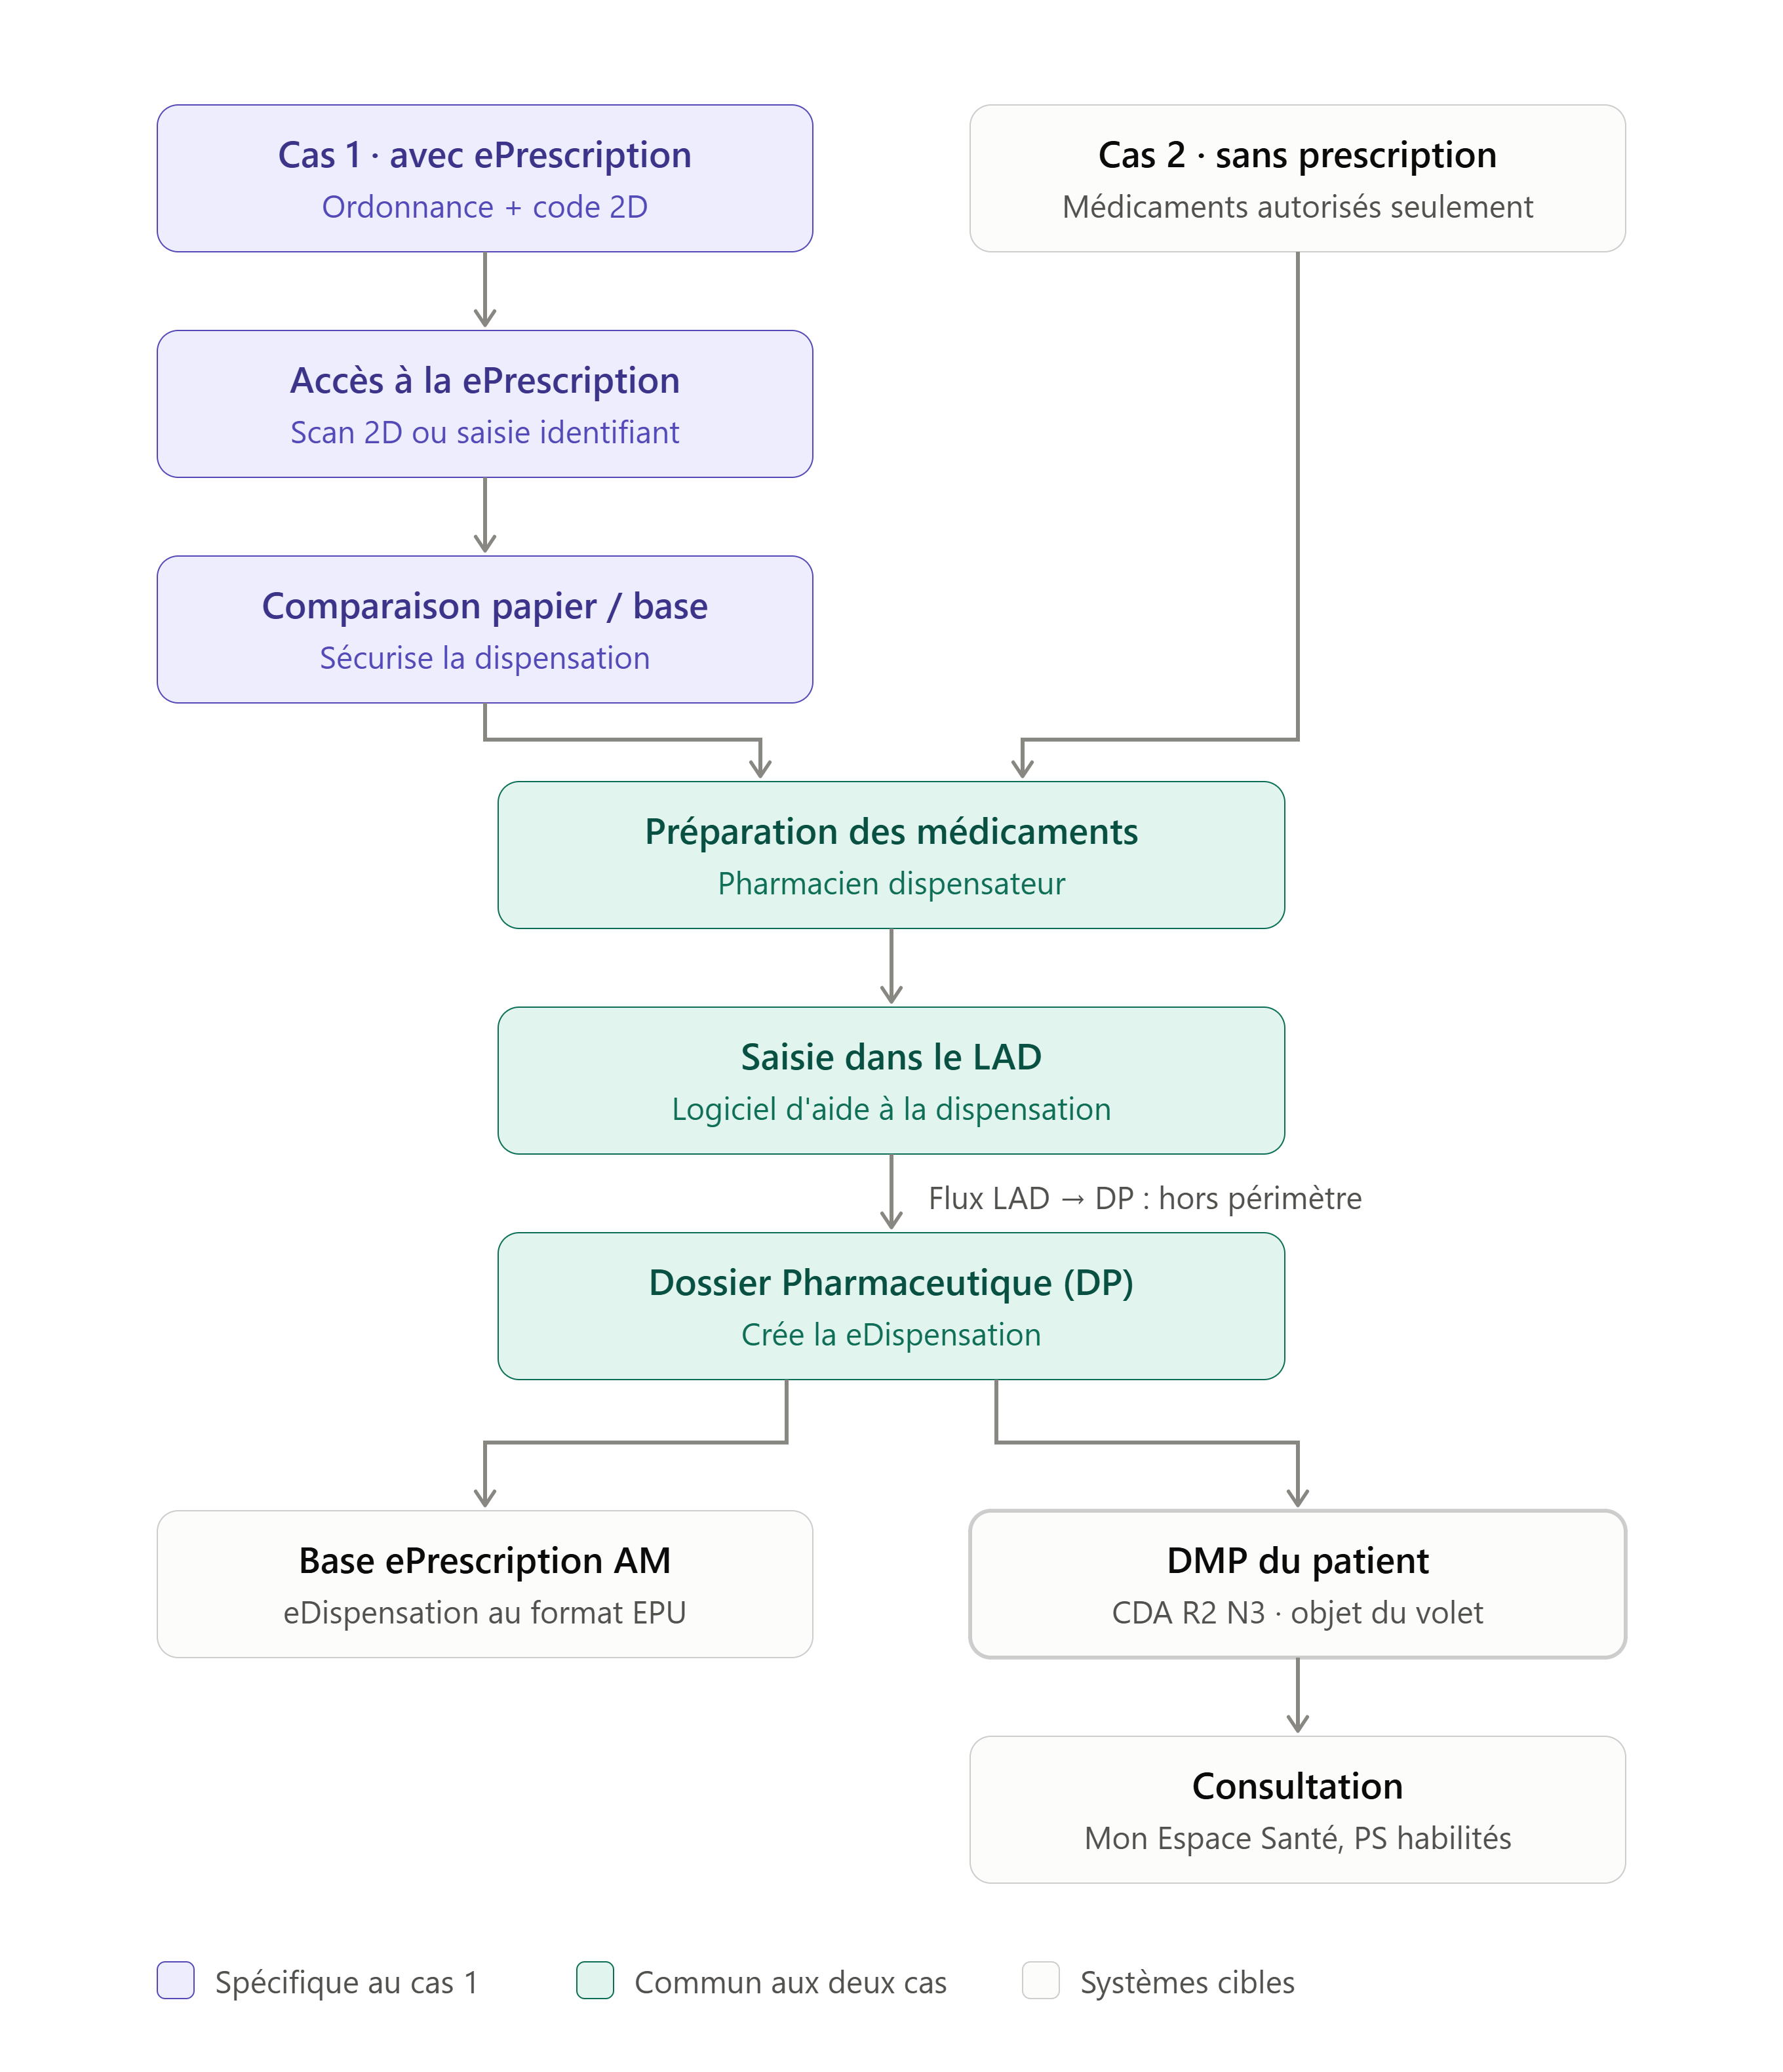 Cas 1 · avec ePrescription
Ordonnance + code 2D
Cas 2 · sans prescription
Médicaments autorisés seulement
Accès à la ePrescription
Scan 2D ou saisie identifiant
Comparaison papier / base
Sécurise la dispensation
Préparation des médicaments
Pharmacien dispensateur
Saisie dans le LAD
Logiciel d'aide à la dispensation
Flux LAD → DP : hors périmètre
Dossier Pharmaceutique (DP)
Crée la eDispensation
Base ePrescription AM
eDispensation au format EPU
DMP du patient
CDA R2 N3 · objet du volet
Consultation
Mon Espace Santé, PS habilités
Spécifique au cas 1
Commun aux deux cas
Systèmes cibles